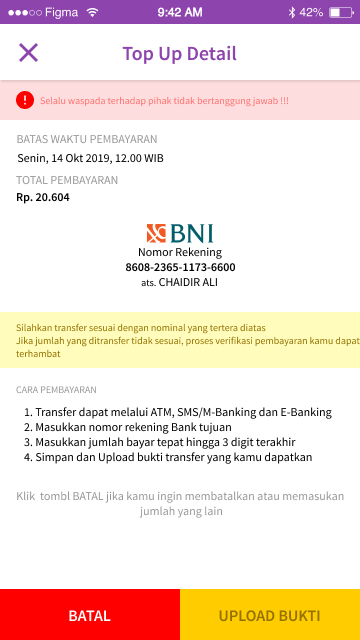 Figma 9:42 AM 42%
Top Up Detail
Selalu waspada terhadap pihak tidak bertanggung jawab !!!
BATAS WAKTU PEMBAYARAN
Senin, 14 Okt 2019, 12.00 WIB
TOTAL PEMBAYARAN
Rp. 20.604
BNI
Nomor Rekening
8608-2365-1173-6600
ats. CHAIDIR ALI
Silahkan transfer sesuai dengan nominal yang tertera diatas
Jika jumlah yang ditransfer tidak sesuai, proses verifikasi pembayaran kamu dapat
terhambat
CARA PEMBAYARAN
1. Transfer dapat melalui ATM, SMS/M-Banking dan E-Banking
2. Masukkan nomor rekening Bank tujuan
3. Masukkan jumlah bayar tepat hingga 3 digit terakhir
4. Simpan dan Upload bukti transfer yang kamu dapatkan
Klik tombl BATAL jika kamu ingin membatalkan atau memasukan
jumlah yang lain
BATAL UPLOAD BUKTI